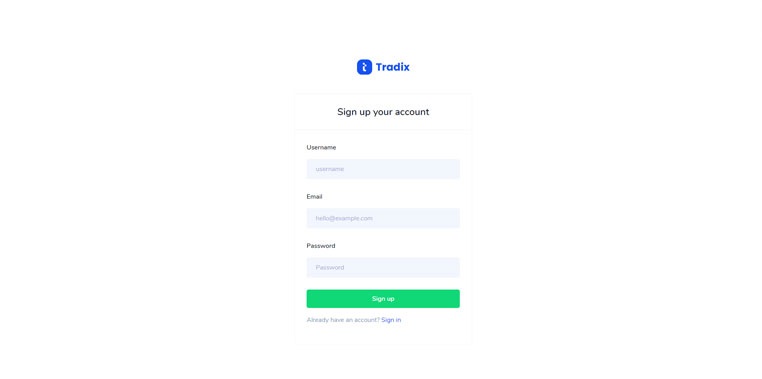 Tradix
Sign up your account
Username
username
Email
hello@example.com
Password
Password
Sign up
Already have an account? Sign in